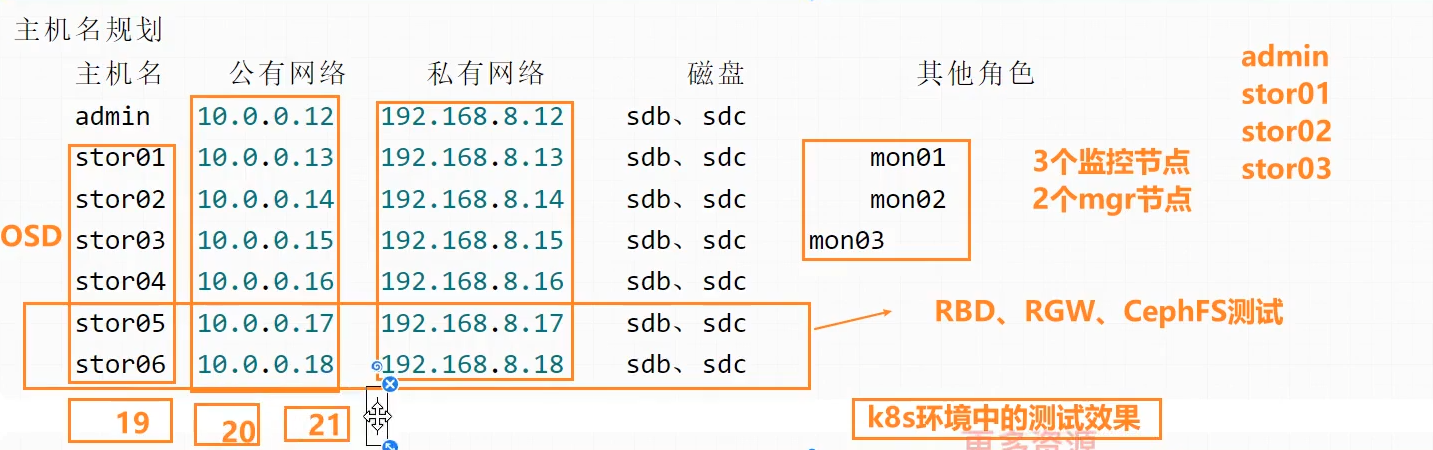 主机名规划
主机名 公有网络 私有网络 磁盘 其他角色
admin 10.0.0.12 192.168.8.12 sdb、sdc
stor01 10.0.0.13 192.168.8.13 sdb、sdc mon01
stor02 10.0.0.14 192.168.8.14 sdb、sdc mon02
stor03 10.0.0.15 192.168.8.15 sdb、sdc mon03
stor04 10.0.0.16 192.168.8.16 sdb、sdc
stor05 10.0.0.17 192.168.8.17 sdb、sdc
stor06 10.0.0.18 192.168.8.18 sdb、sdc
OSD
3个监控节点
2个mgr节点
admin
stor01
stor02
stor03
RBD、RGW、CephFS测试
19 20 21
k8s环境中的测试效果
更多资源